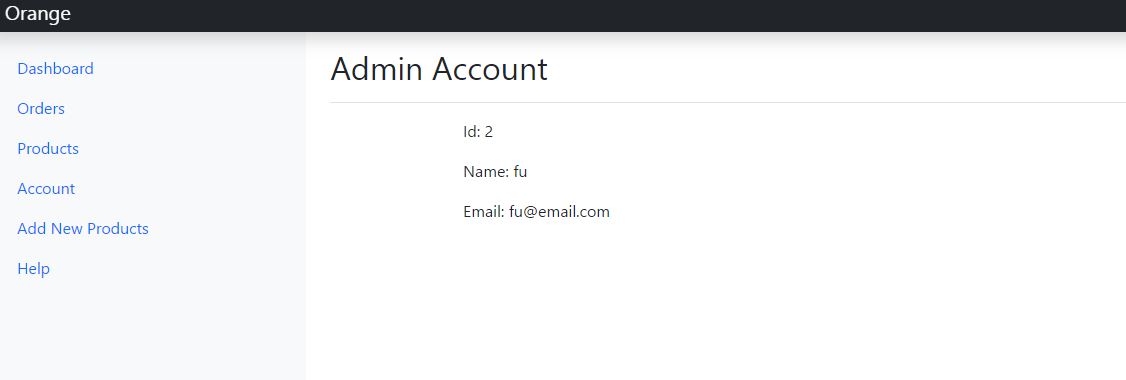 Orange
Dashboard
Orders
Products
Account
Add New Products
Help
Admin Account
Id: 2
Name: fu
Email: fu@email.com